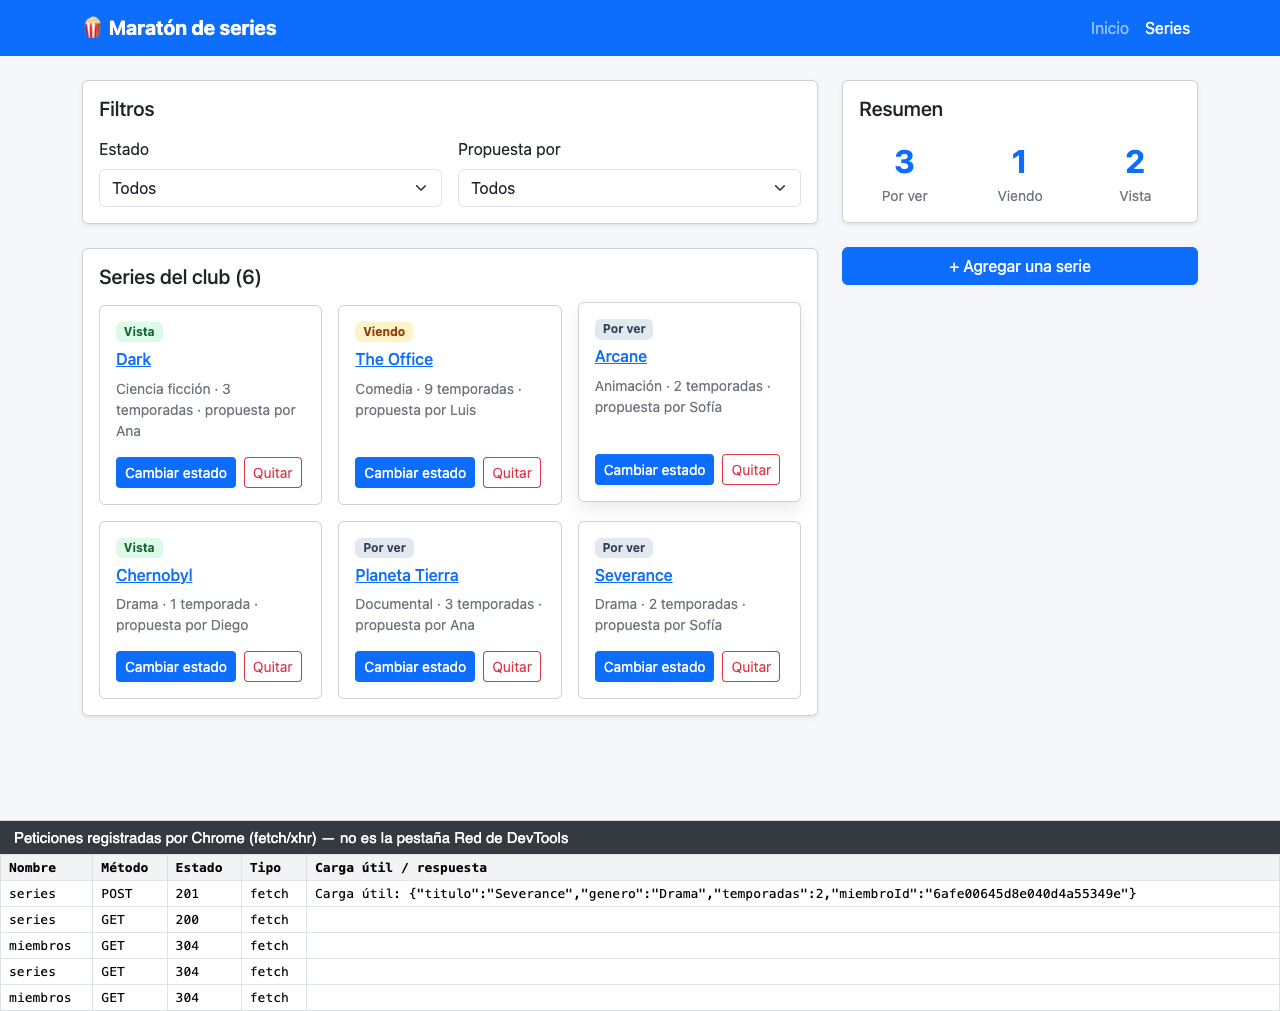 🍿 Maratón de series
Inicio Series
Filtros
Estado
Propuesta por
Todos
Todos
Resumen
3
Por ver
1
Viendo
2
Vista
+ Agregar una serie
Series del club (6)
Vista
Dark
Ciencia ficción · 3
temporadas · propuesta por
Ana
Cambiar estado Quitar
Viendo
The Office
Comedia · 9 temporadas ·
propuesta por Luis
Cambiar estado Quitar
Por ver
Arcane
Animación · 2 temporadas ·
propuesta por Sofía
Cambiar estado Quitar
Vista
Chernobyl
Drama · 1 temporada ·
propuesta por Diego
Cambiar estado Quitar
Por ver
Planeta Tierra
Documental · 3 temporadas ·
propuesta por Ana
Cambiar estado Quitar
Por ver
Severance
Drama · 2 temporadas ·
propuesta por Sofía
Cambiar estado Quitar
Peticiones registradas por Chrome (fetch/xhr) — no es la pestaña Red de DevTools
Nombre Método Estado Tipo Carga útil / respuesta
series POST 201 fetch Carga útil: {"titulo":"Severance","genero":"Drama","temporadas":2,"miembroId":"6afe00645d8e040d4a55349e"}
series GET 200 fetch
miembros GET 304 fetch
series GET 304 fetch
miembros GET 304 fetch